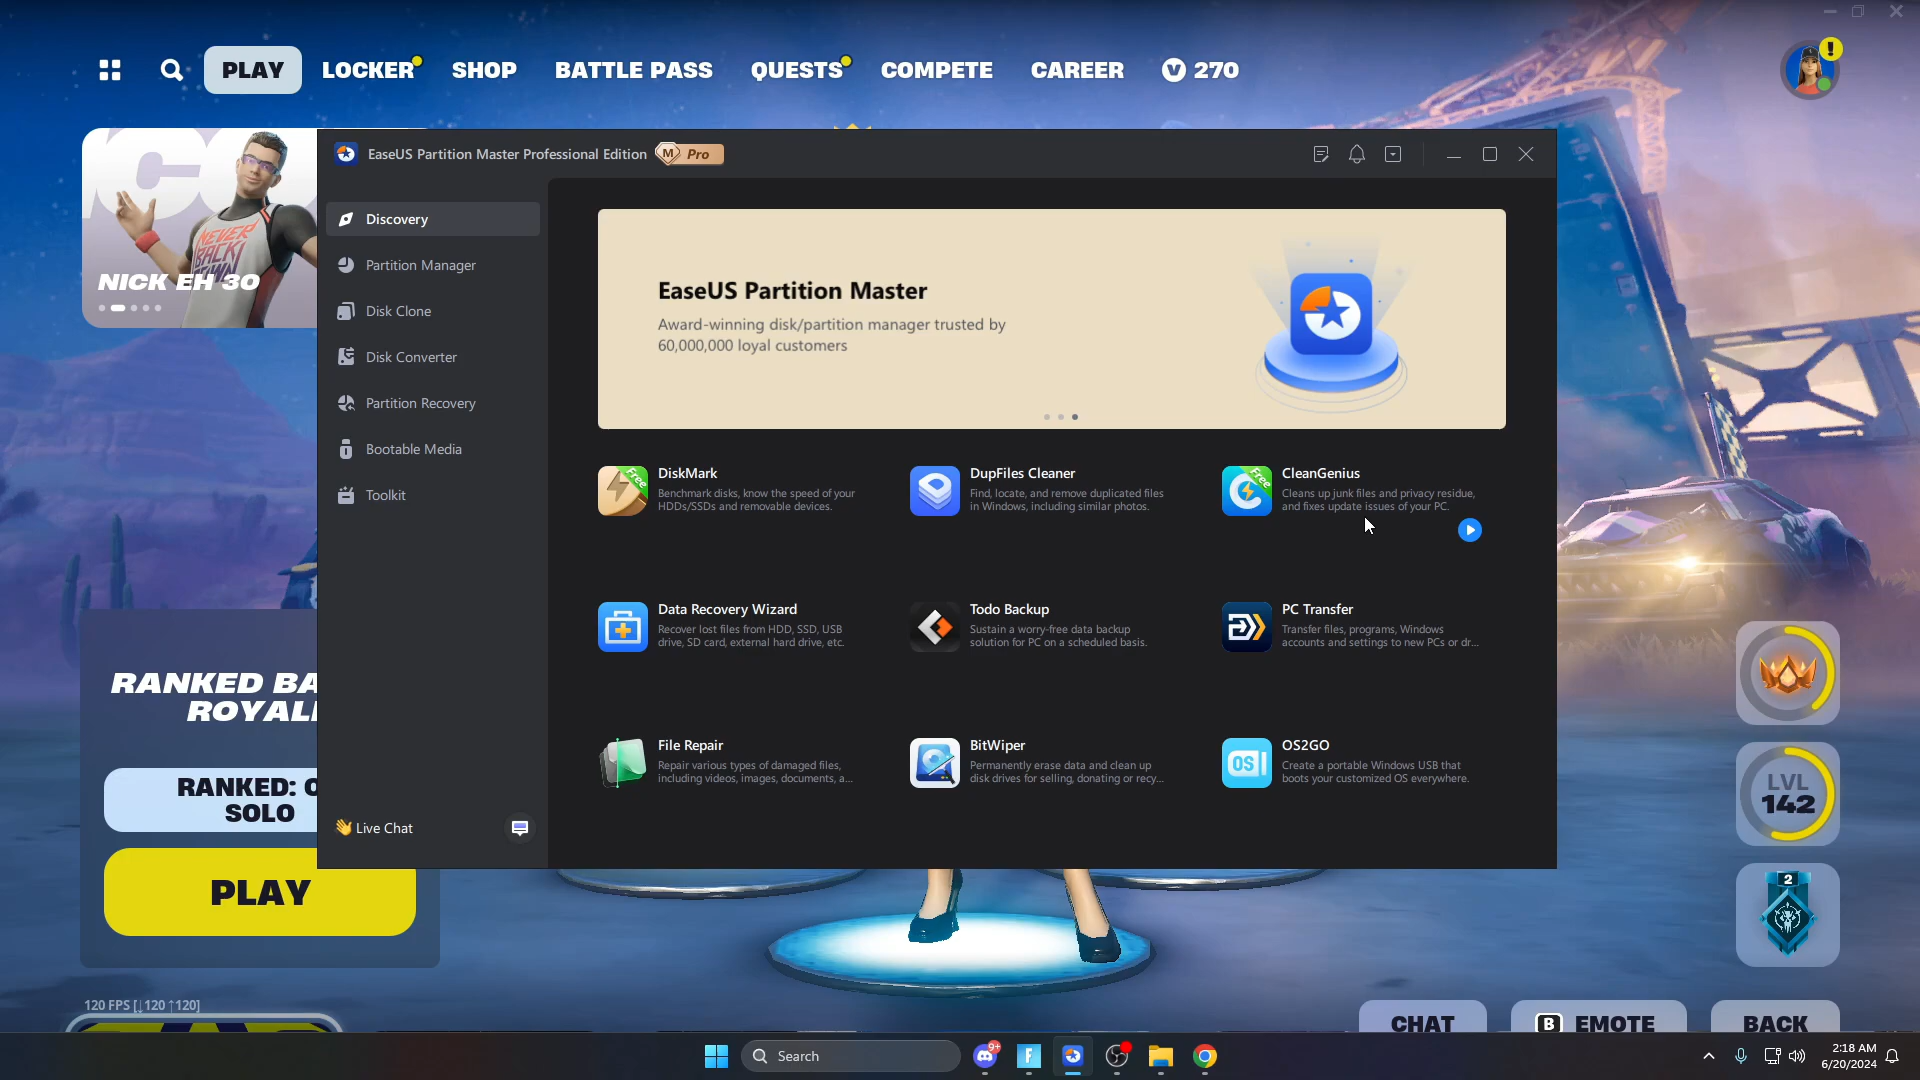 PLAY
LOCKER
SHOP
BATTLE PASS
QUESTS
COMPETE
CAREER
V 270
!
NEVER
BACK
DOWN
NICK EH 30
EaseUS Partition Master Professional Edition
M Pro
Discovery
Partition Manager
Disk Clone
Disk Converter
Partition Recovery
Bootable Media
Toolkit
Live Chat
EaseUS Partition Master
Award-winning disk/partition manager trusted by
60,000,000 loyal customers
Free
DiskMark
Benchmark disks, know the speed of your
HDDs/SSDs and removable devices.
DupFiles Cleaner
Find, locate, and remove duplicated files
in Windows, including similar photos.
Free
CleanGenius
Cleans up junk files and privacy residue,
and fixes update issues of your PC.
Data Recovery Wizard
Recover lost files from HDD, SSD, USB
drive, SD card, external hard drive, etc.
Todo Backup
Sustain a worry-free data backup
solution for PC on a scheduled basis.
PC Transfer
Transfer files, programs, Windows
accounts and settings to new PCs or dr...
File Repair
Repair various types of damaged files,
including videos, images, documents, a...
BitWiper
Permanently erase data and clean up
disk drives for selling, donating or recy...
OS
OS2GO
Create a portable Windows USB that
boots your customized OS everywhere.
RANKED BA
ROYAL
RANKED: 
SOLO
PLAY
120 FPS [↓120 ↑120]
LVL
142
2
CHAT
B EMOTE
BACK
Search
9+
F
2:18 AM
6/20/2024